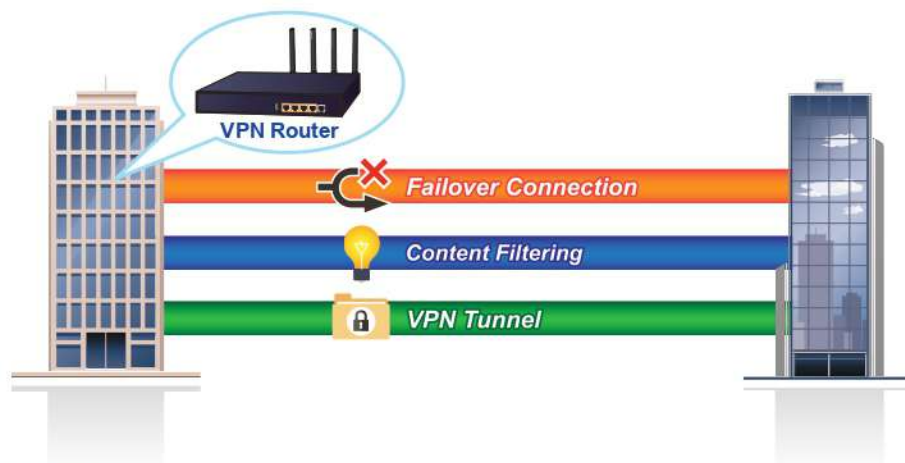 VPN Router
Failover Connection
Content Filtering
VPN Tunnel